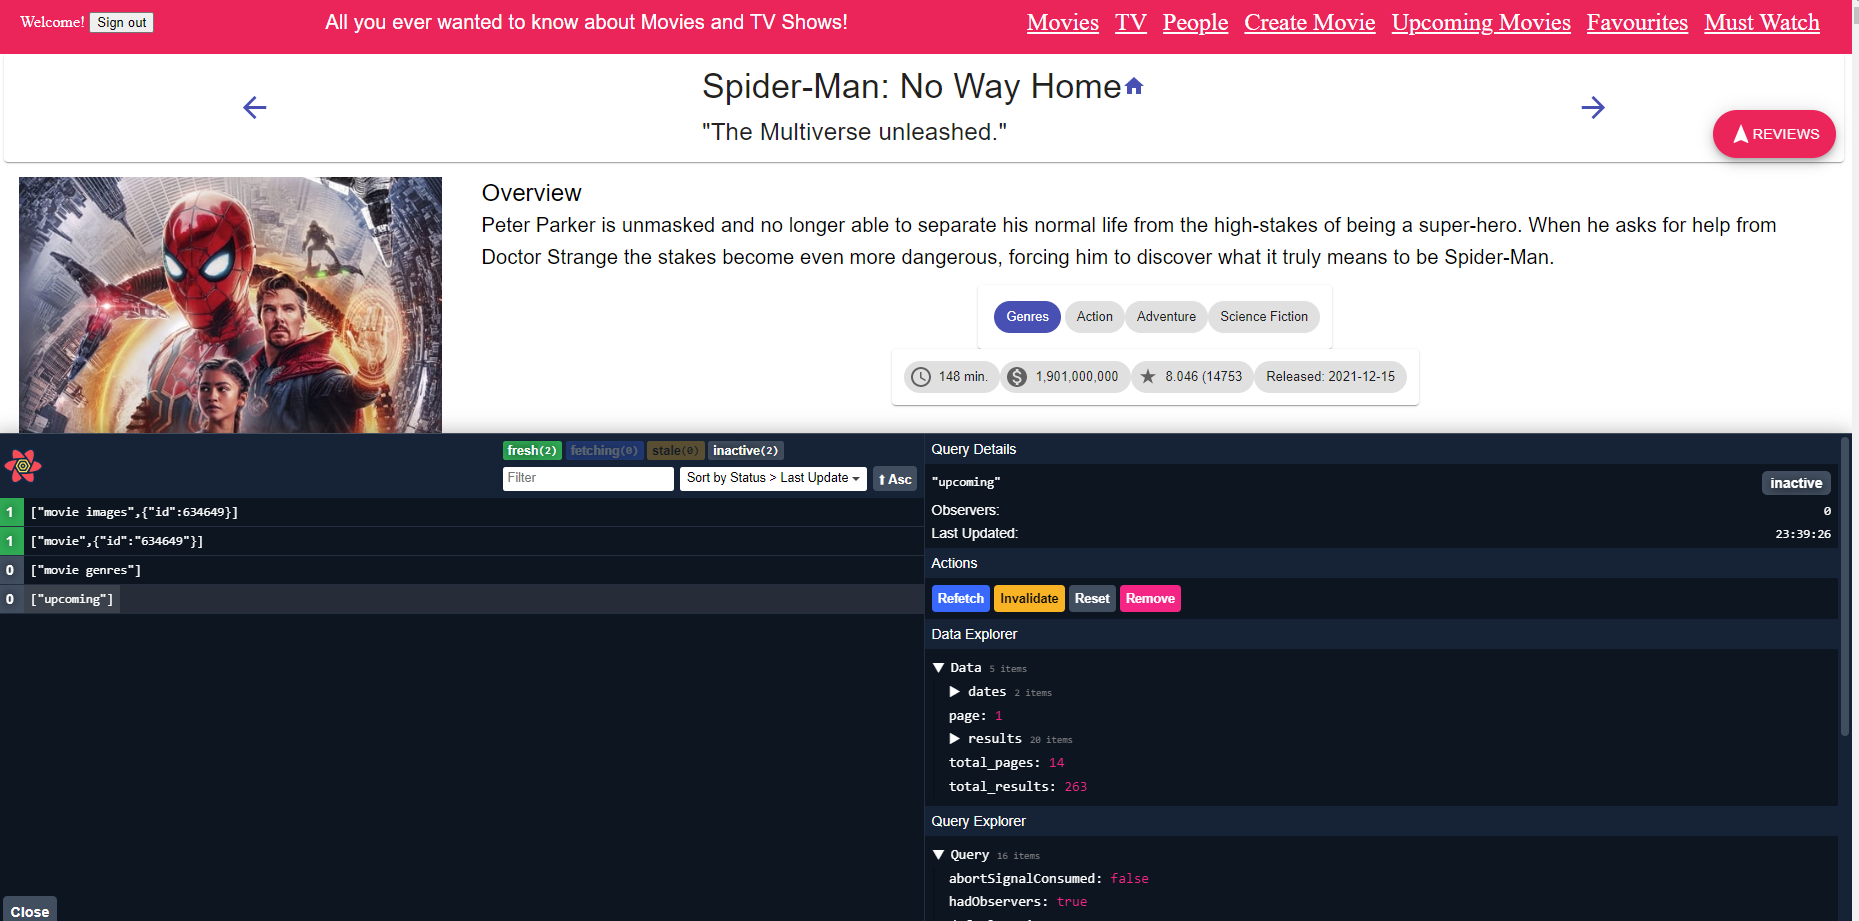 Welcome! Sign out
All you ever wanted to know about Movies and TV Shows!
Movies TV People Create Movie Upcoming Movies Favourites Must Watch
Spider-Man: No Way Home
"The Multiverse unleashed."
REVIEWS
Overview
Peter Parker is unmasked and no longer able to separate his normal life from the high-stakes of being a super-hero. When he asks for help from
Doctor Strange the stakes become even more dangerous, forcing him to discover what it truly means to be Spider-Man.
Genres Action Adventure Science Fiction
148 min. 1,901,000,000 8.046 (14753 Released: 2021-12-15
fresh(2) fetching(0) stale(0) inactive(2)
Filter Sort by Status > Last Update ⬆ Asc
1 ["movie images",{"id":634649}]
1 ["movie",{"id":"634649"}]
0 ["movie genres"]
0 ["upcoming"]
Close
Query Details
"upcoming" inactive
Observers: 0
Last Updated: 23:39:26
Actions
Refetch Invalidate Reset Remove
Data Explorer
▼ Data 5 items
▶ dates 2 items
page: 1
▶ results 20 items
total_pages: 14
total_results: 263
Query Explorer
▼ Query 16 items
abortSignalConsumed: false
hadObservers: true